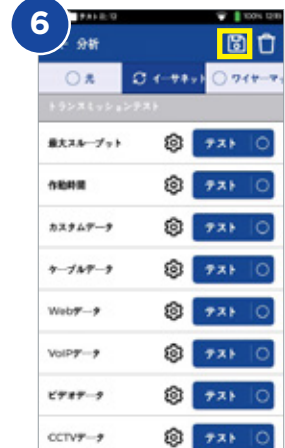 6
100% 12:19
分析
光
イーサネット
ワイヤーマッ
トランスミッションテスト
最大スループット
テスト
作動時間
テスト
カスタムデータ
テスト
ケーブルデータ
テスト
Webデータ
テスト
VoIPデータ
テスト
ビデオデータ
テスト
CCTVデータ
テスト